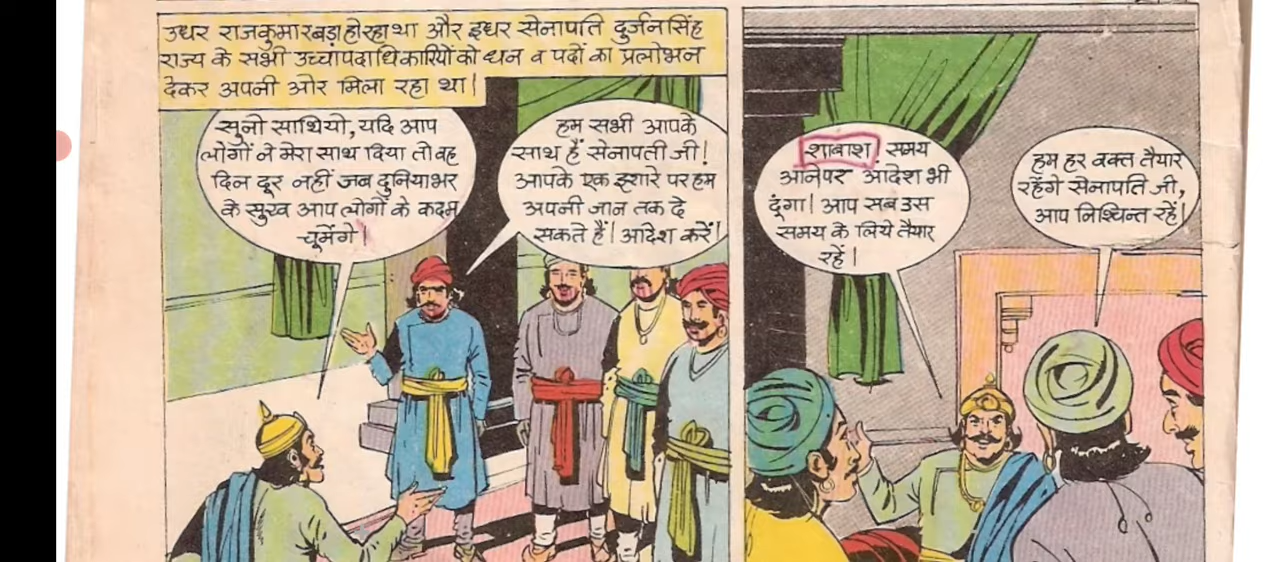 उधर राजकुमार बड़ा हो रहा था और इधर सेनापति दुर्जनसिंह
राज्य के सभी उच्चापदाधिकारियों को धन व पदों का प्रलोभन
देकर अपनी ओर मिला रहा था।
सुनो साथियो, यदि आप
लोगों ने मेरा साथ दिया तो वह
दिन दूर नहीं जब दुनियाभर
के सुख आप लोगों के कदम
चूमेंगे।
हम सभी आपके
साथ हैं सेनापती जी!
आपके एक इशारे पर हम
अपनी जान तक दे
सकते हैं। आदेश करें।
शाबाश! समय
आनेपर आदेश भी
दूंगा। आप सब उस
समय के लिये तैयार
रहें।
हम हर वक्त तैयार
रहेंगे सेनापति जी,
आप निश्चिन्त रहें।